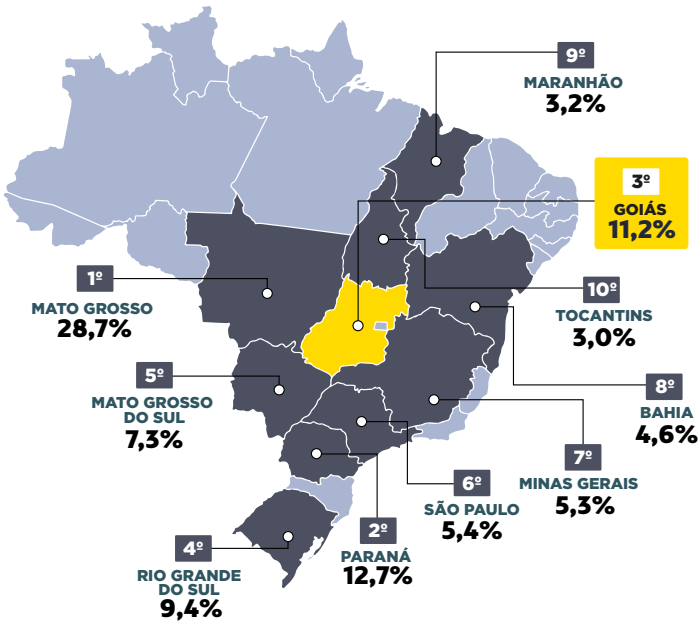 9º
MARANHÃO
3,2%
3º
GOIÁS
11,2%
1º
MATO GROSSO
28,7%
10º
TOCANTINS
3,0%
5º
MATO GROSSO
DO SUL
7,3%
8º
BAHIA
4,6%
7º
MINAS GERAIS
5,3%
6º
SÃO PAULO
5,4%
2º
PARANÁ
12,7%
4º
RIO GRANDE
DO SUL
9,4%